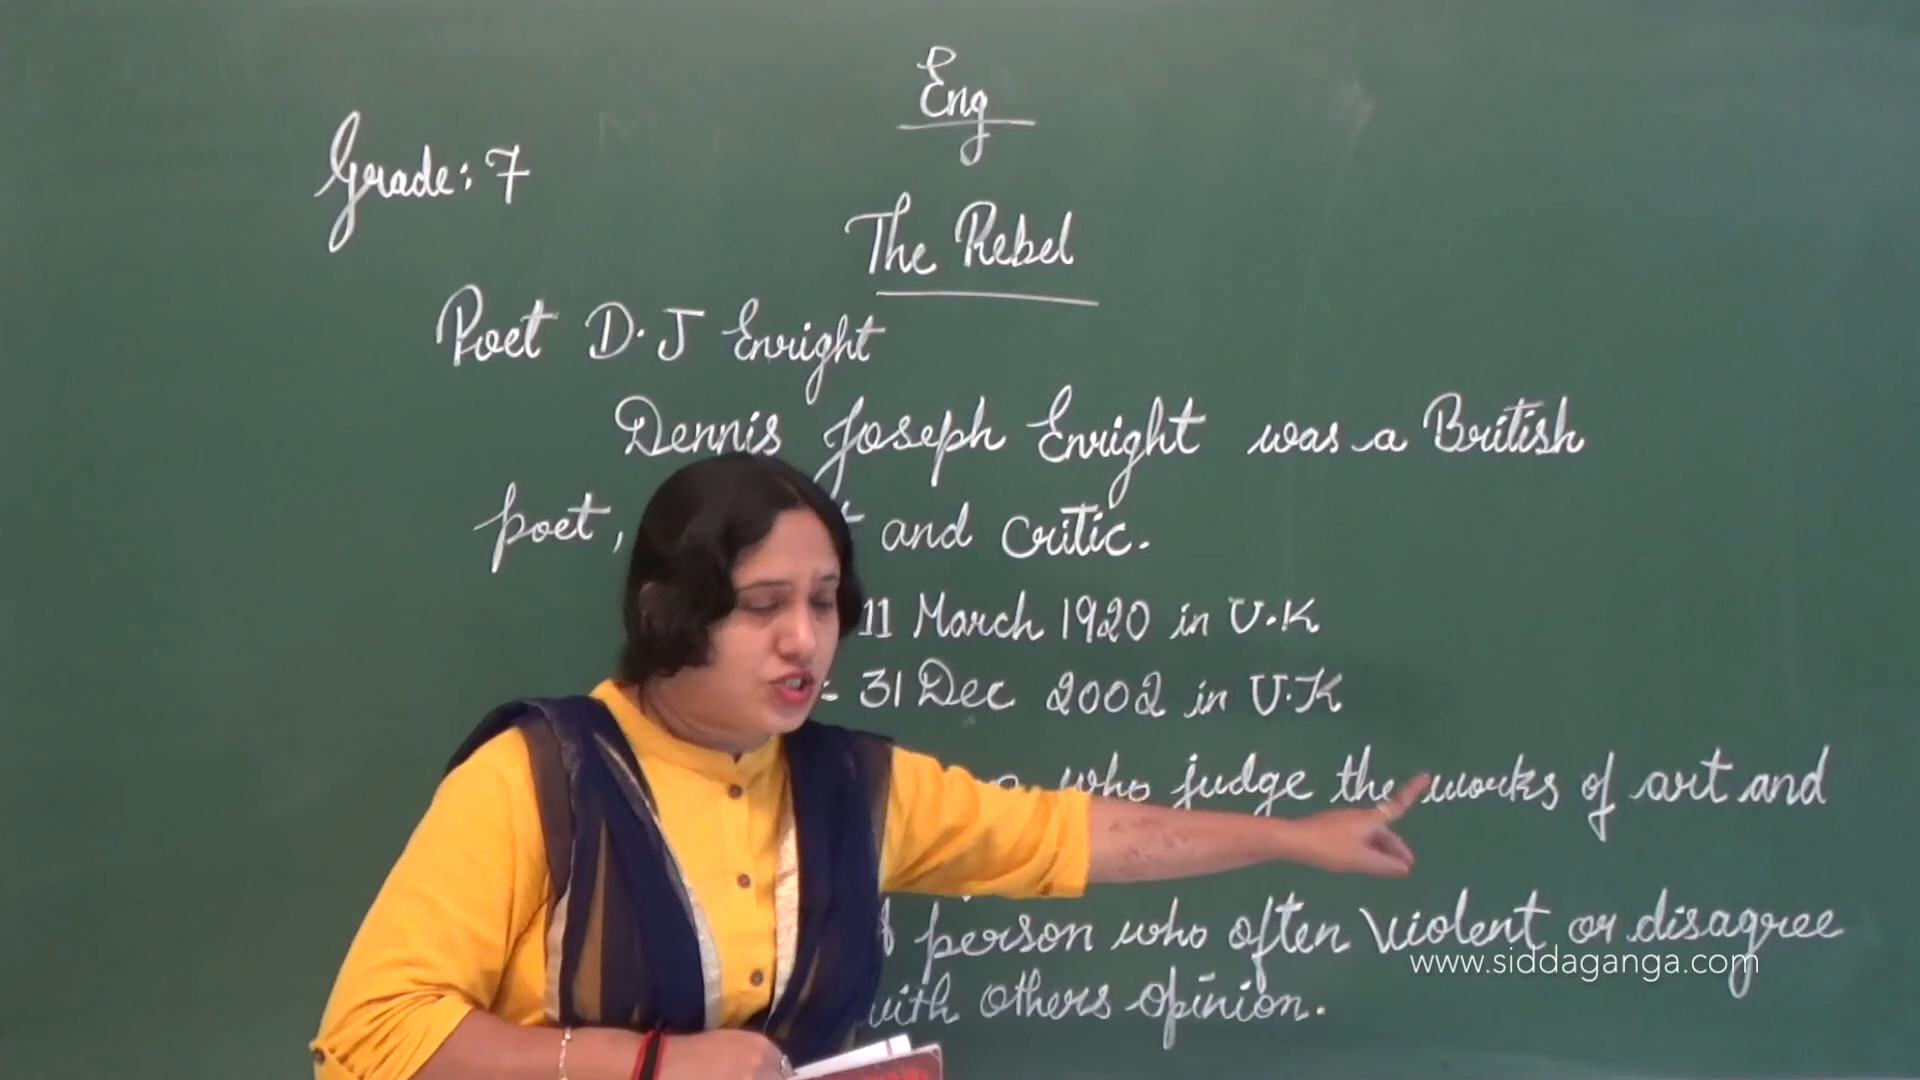 Eng
Grade: 7
The Rebel
Poet D. J Enright
Dennis Joseph Enright was a British
poet, and critic.
11 March 1920 in U.K
= 31 Dec 2002 in U.K
who judge the works of art and
person who often violent or disagree
www.siddaganga.com
with others opinion.